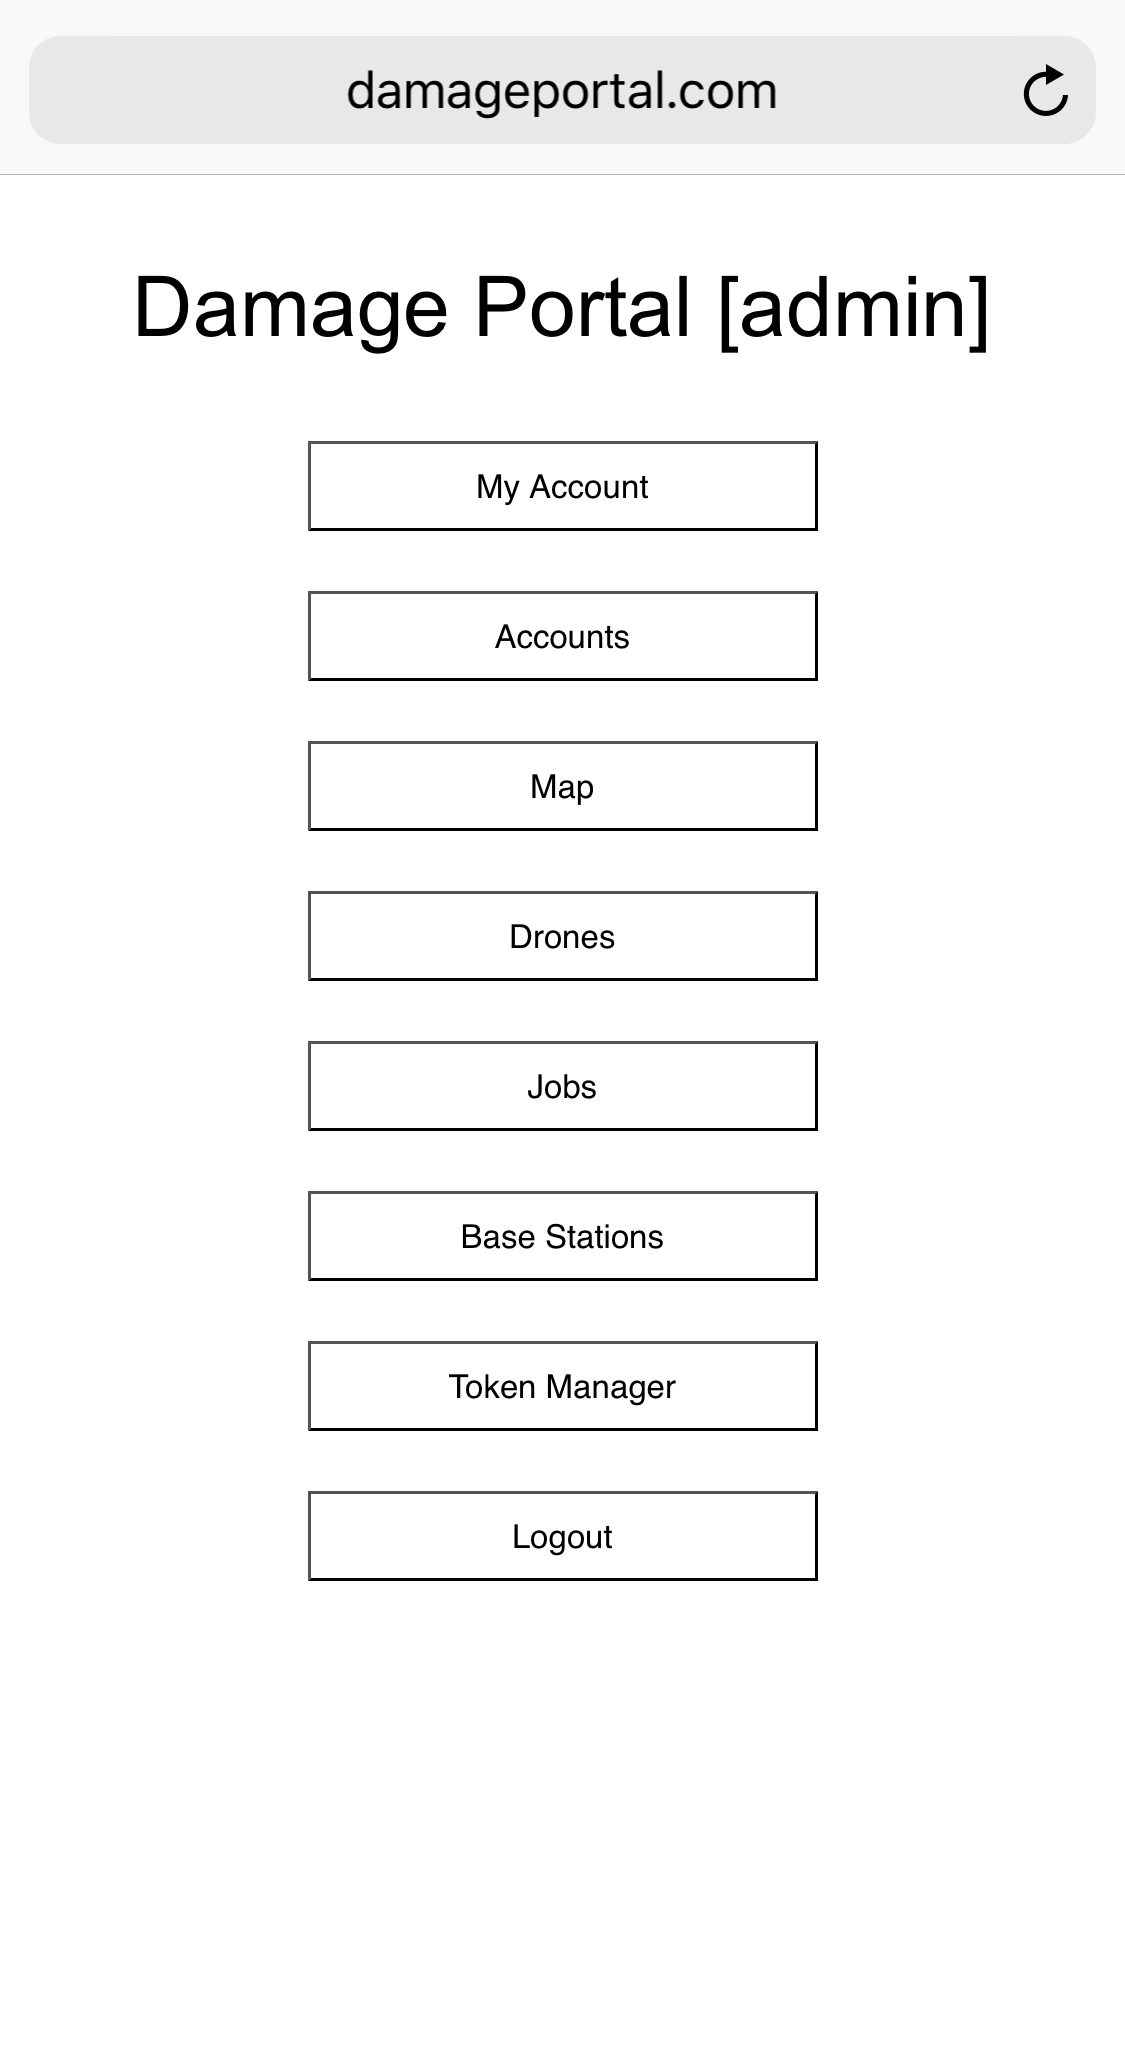 damageportal.com
Damage Portal [admin]
My Account
Accounts
Map
Drones
Jobs
Base Stations
Token Manager
Logout